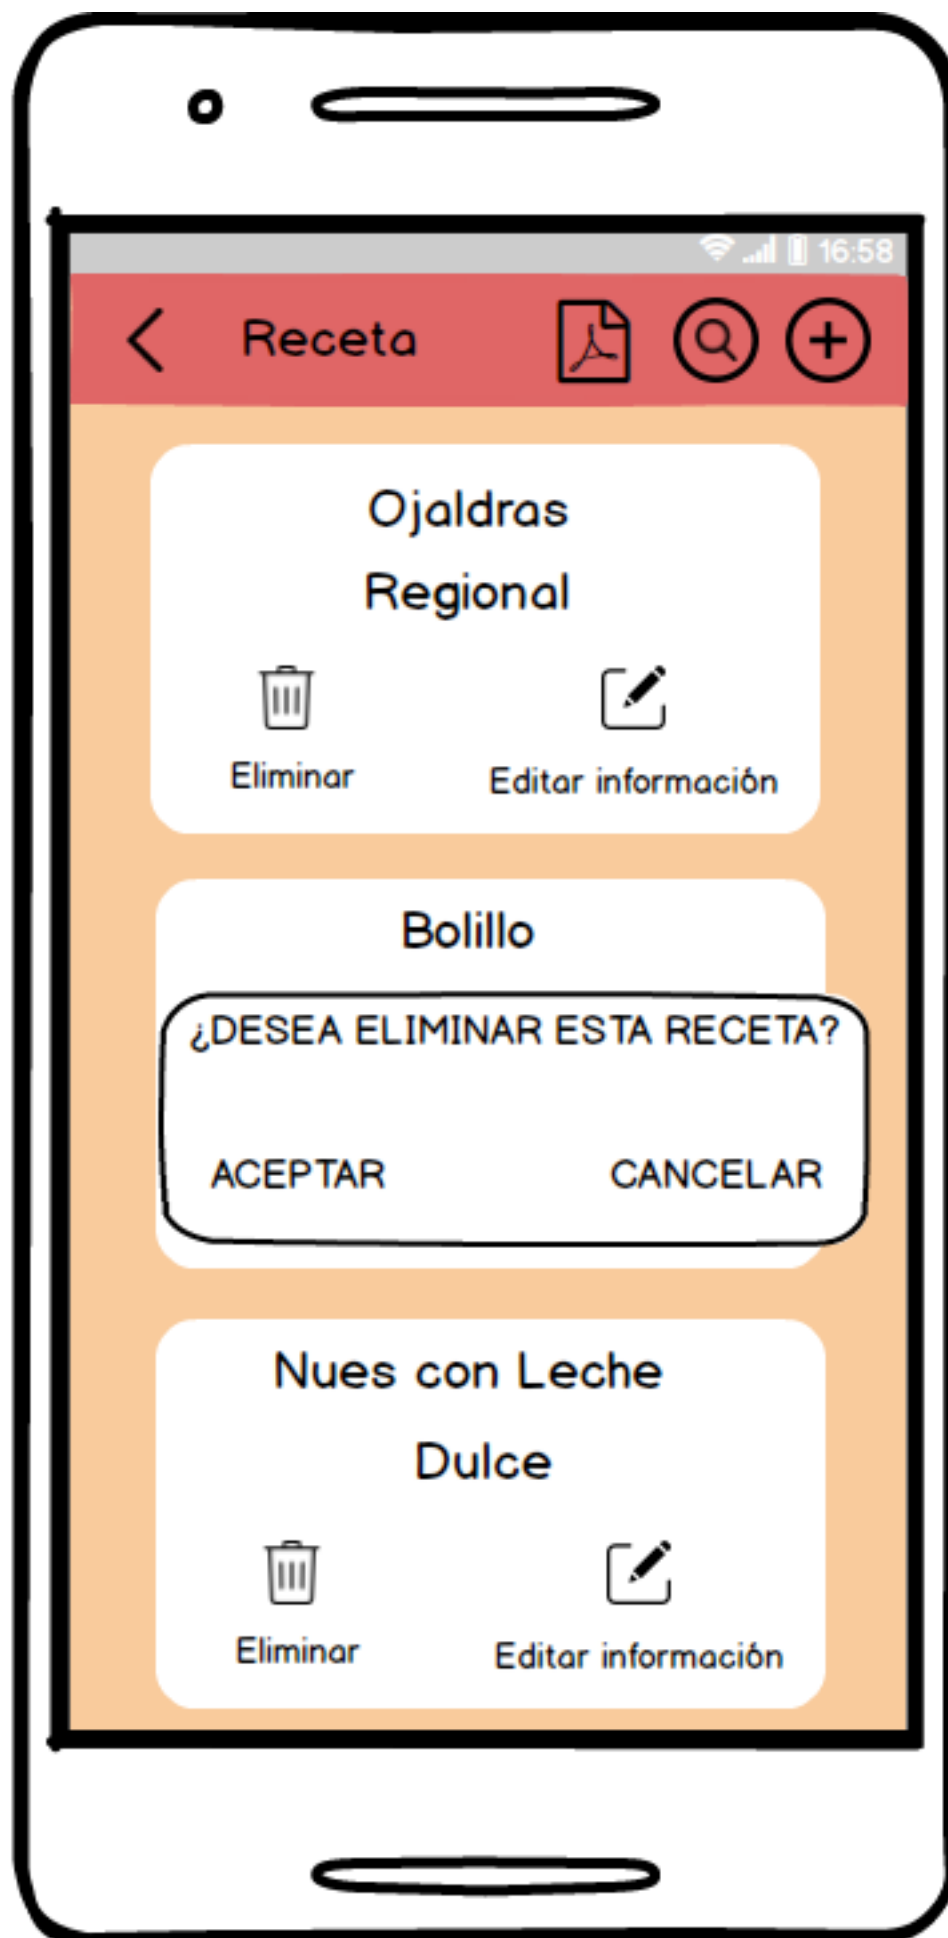 16:58
Receta
Ojaldras
Regional
Eliminar
Editar información
Bolillo
¿DESEA ELIMINAR ESTA RECETA?
ACEPTAR
CANCELAR
Nues con Leche
Dulce
Eliminar
Editar información